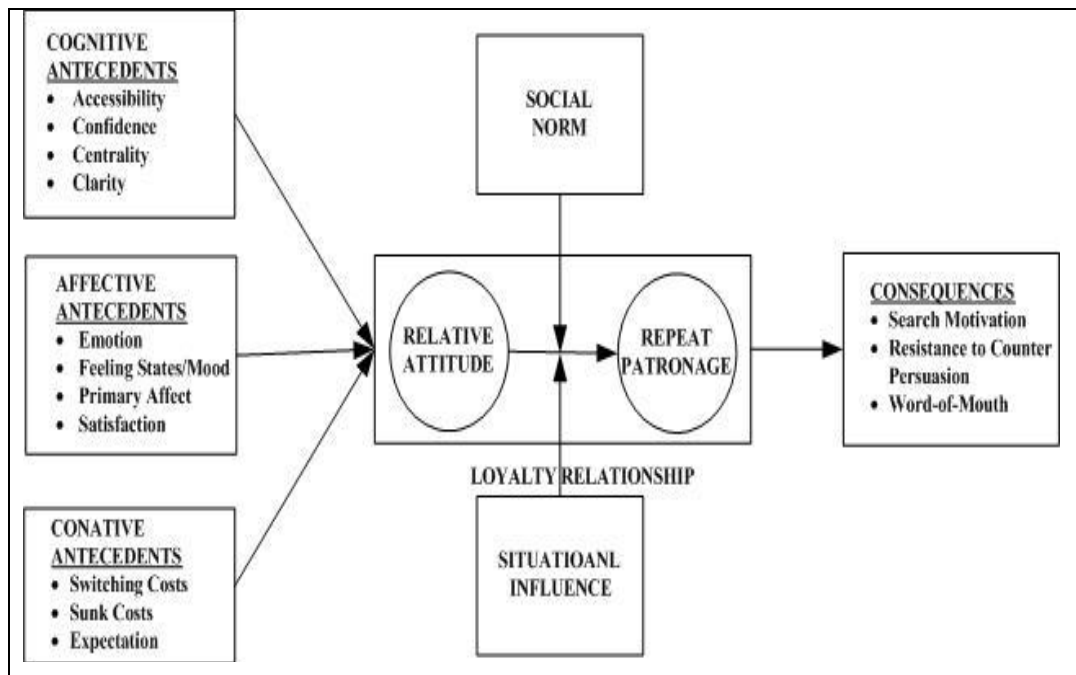 COGNITIVE
ANTECEDENTS
• Accessibility
• Confidence
• Centrality
• Clarity
AFFECTIVE
ANTECEDENTS
• Emotion
• Feeling States/Mood
• Primary Affect
• Satisfaction
CONATIVE
ANTECEDENTS
• Switching Costs
• Sunk Costs
• Expectation
SOCIAL
NORM
RELATIVE
ATTITUDE
REPEAT
PATRONAGE
LOYALTY RELATIONSHIP
SITUATIOANL
INFLUENCE
CONSEQUENCES
• Search Motivation
• Resistance to Counter
Persuasion
• Word-of-Mouth